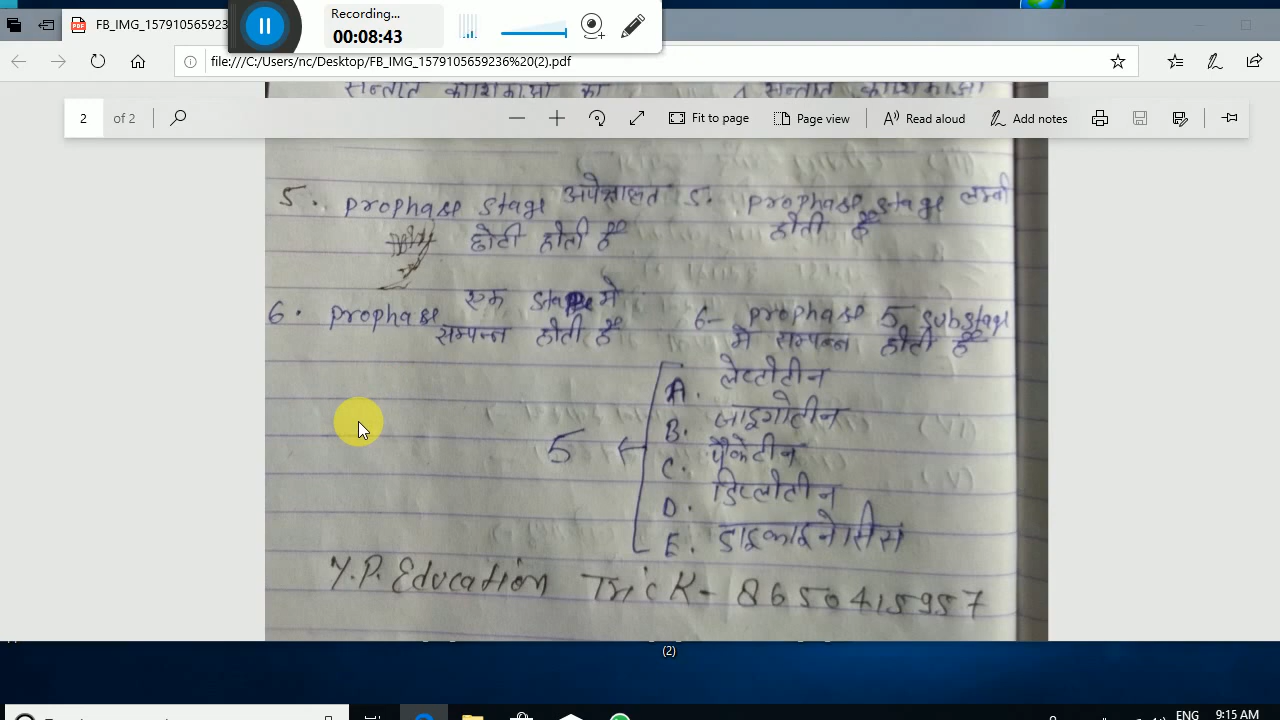 Recording...
00:08:43
FB_IMG_15791056592
file:///C:/Users/nc/Desktop/FB_IMG_1579105659236%20(2).pdf
2 of 2 Fit to page Page view Read aloud Add notes
5. prophase stage अपेक्षाकृत
छोटी होती है
5. prophase stage लम्बी
होती है
6. prophase एक stage मे
सम्पन्न होती है
6- prophase 5 substage
मे सम्पन्न होती है
5
A. लेप्टोटीन
B. जाइगोटीन
C. पैकेटीन
D. डिप्लोटीन
E. डाइकाइनेसीस
Y.P. Education Trick- 8650415957
(2)
ENG 9:15 AM